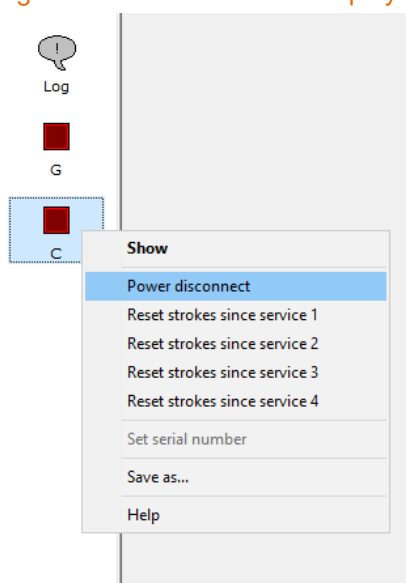 Log
G
C
Show
Power disconnect
Reset strokes since service 1
Reset strokes since service 2
Reset strokes since service 3
Reset strokes since service 4
Set serial number
Save as...
Help